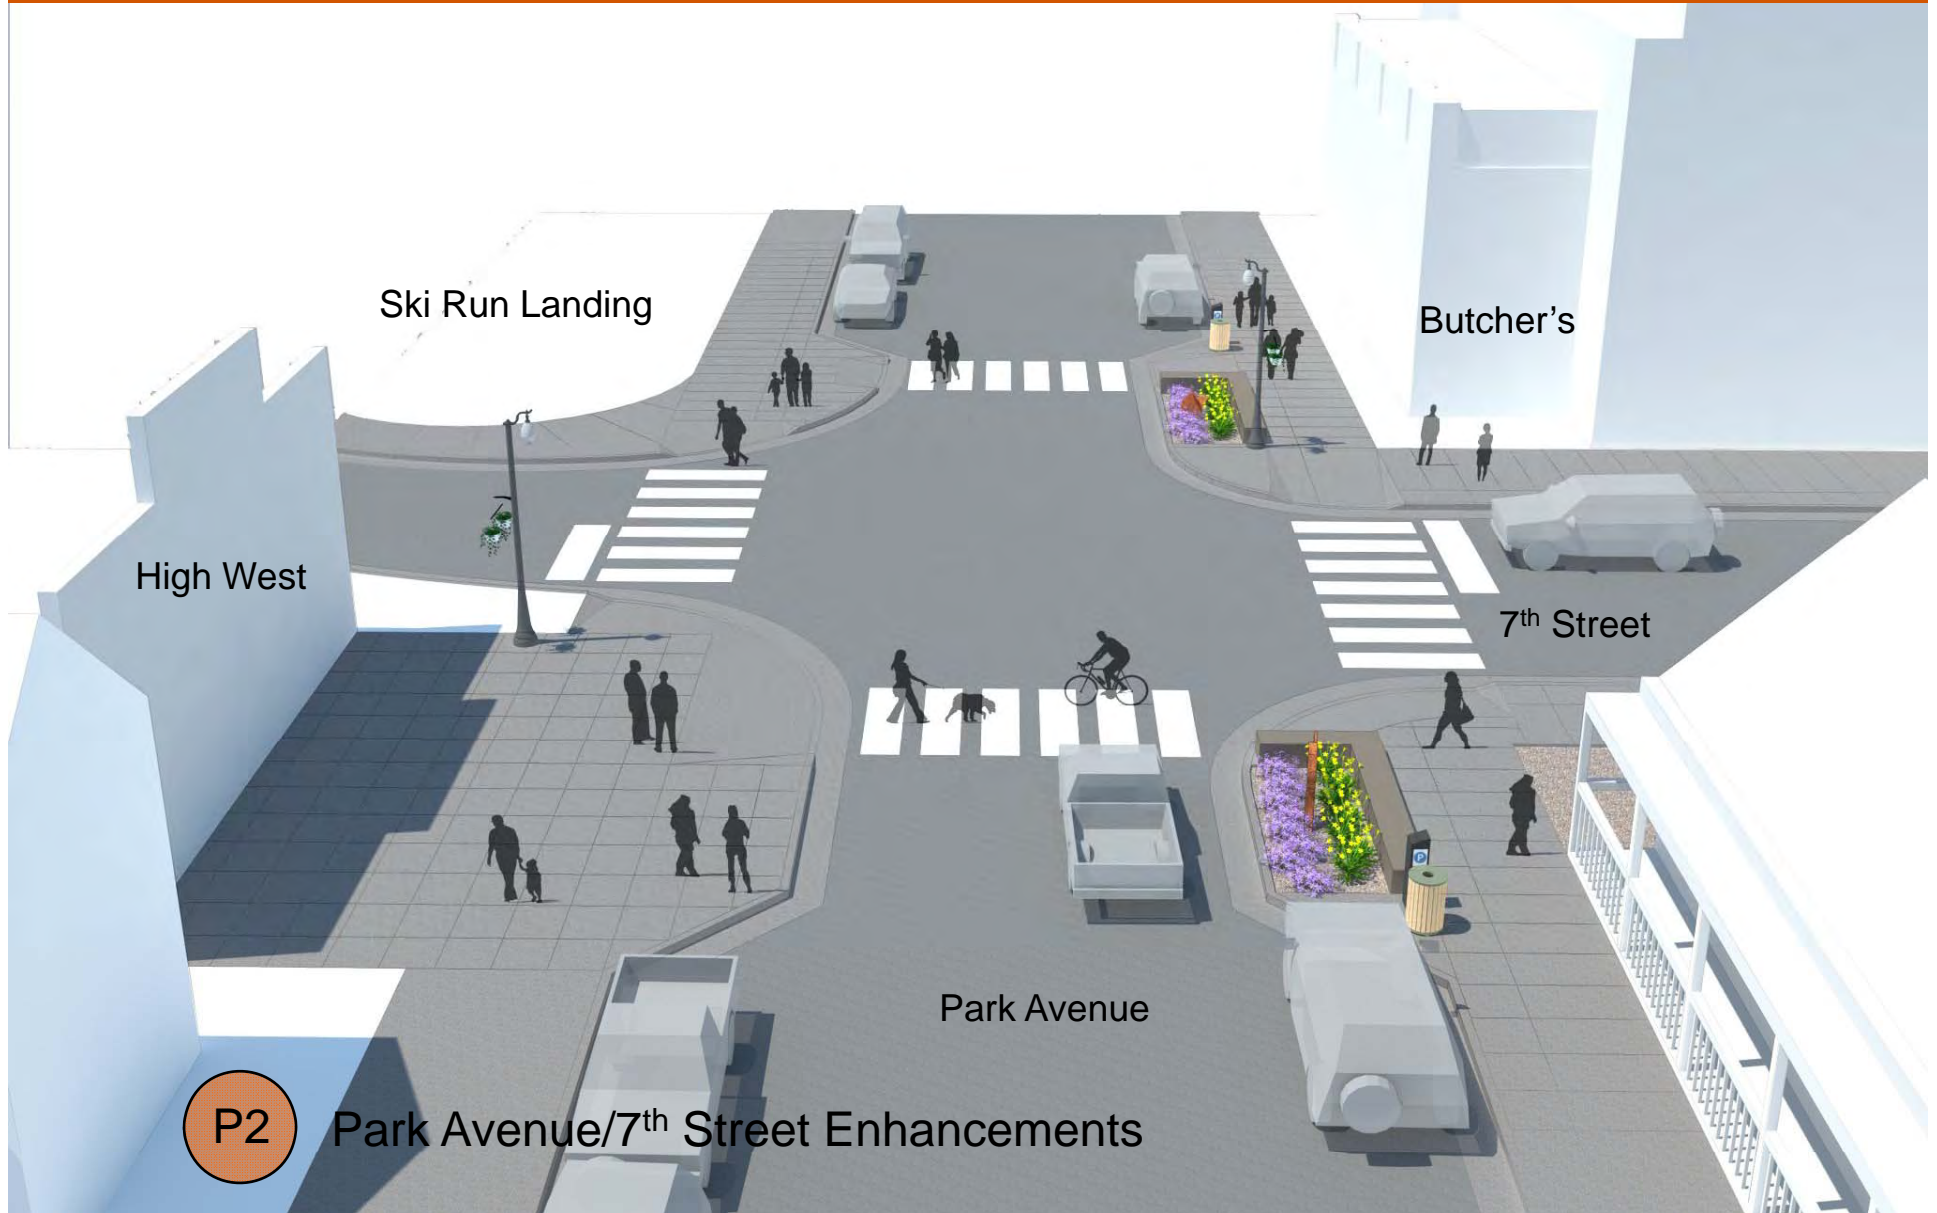 Ski Run Landing
Butcher's
High West
7th Street
P
Park Avenue
P2
Park Avenue/7th Street Enhancements